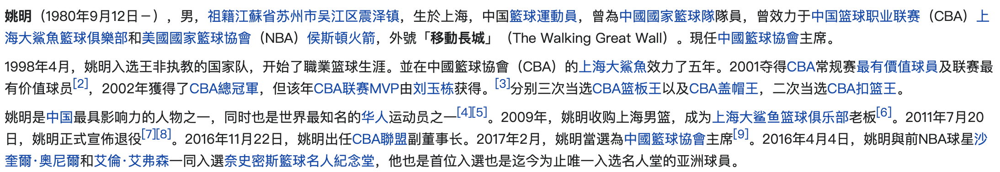 姚明（1980年9月12日－），男，祖籍江蘇省苏州市吴江区震泽镇，生於上海，中国籃球運動員，曾為中國國家籃球隊隊員，曾效力于中国篮球职业联赛（CBA）上
海大鯊魚籃球俱樂部和美國國家籃球協會（NBA）侯斯頓火箭，外號「移動長城」（The Walking Great Wall）。現任中國籃球協會主席。
1998年4月，姚明入选王非执教的国家队，开始了職業篮球生涯。並在中國籃球協會（CBA）的上海大鯊魚效力了五年。2001夺得CBA常规赛最有價值球員及联赛最
有价值球员[2]，2002年獲得了CBA總冠軍，但该年CBA联赛MVP由刘玉栋获得。[3]分别三次当选CBA篮板王以及CBA盖帽王，二次当选CBA扣篮王。
姚明是中国最具影响力的人物之一，同时也是世界最知名的华人运动员之一[4][5]。2009年，姚明收购上海男篮，成为上海大鲨鱼篮球俱乐部老板[6]。2011年7月20
日，姚明正式宣佈退役[7][8]。2016年11月22日，姚明出任CBA聯盟副董事长。2017年2月，姚明當選為中國籃球協會主席[9]。2016年4月4日，姚明與前NBA球星沙
奎爾·奧尼爾和艾倫·艾弗森一同入選奈史密斯籃球名人紀念堂，他也是首位入選也是迄今为止唯一入选名人堂的亚洲球員。